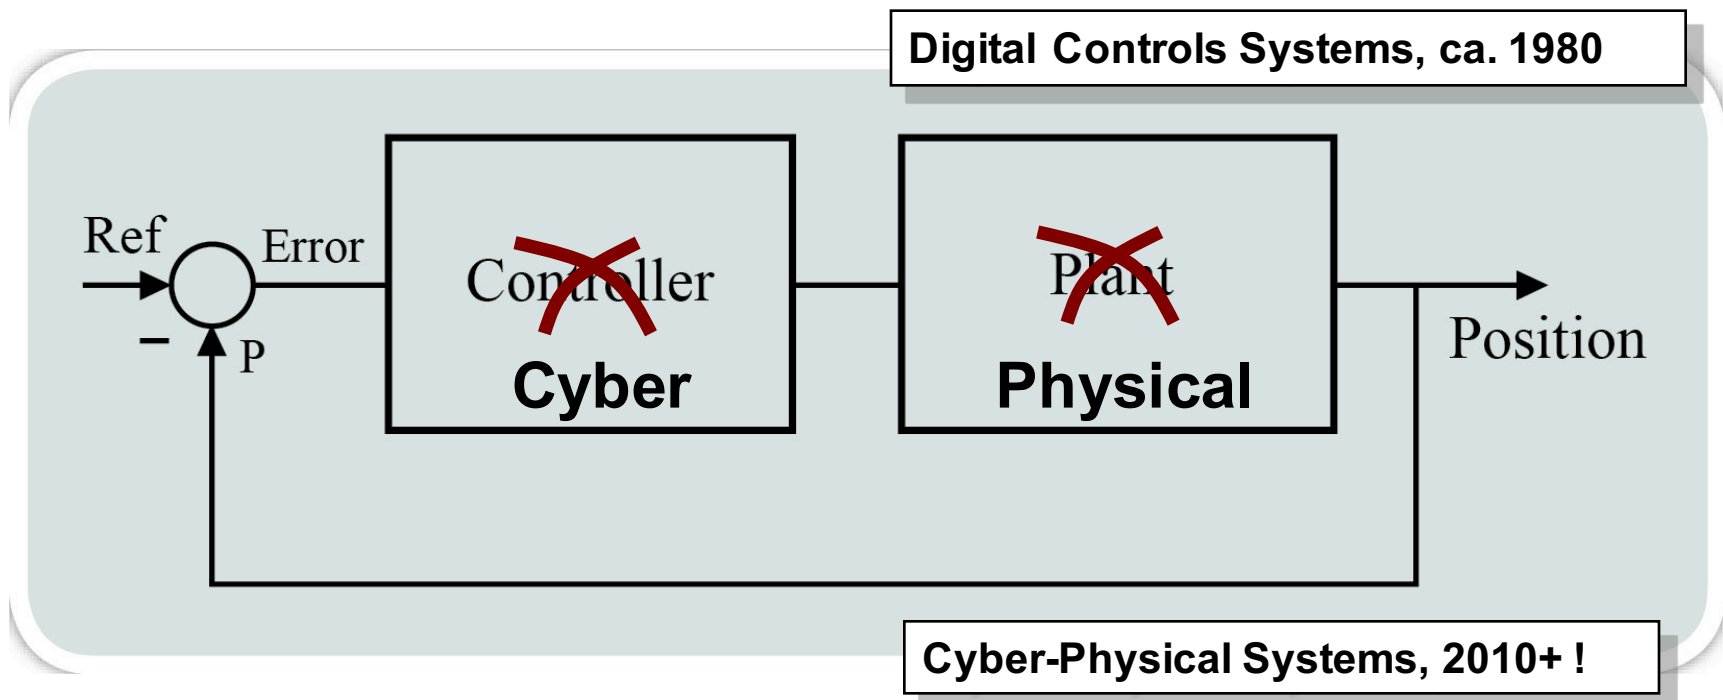 Digital Controls Systems, ca. 1980
Ref
Error
Controller
Plant
–
P
Position
Cyber
Physical
Cyber-Physical Systems, 2010+ !